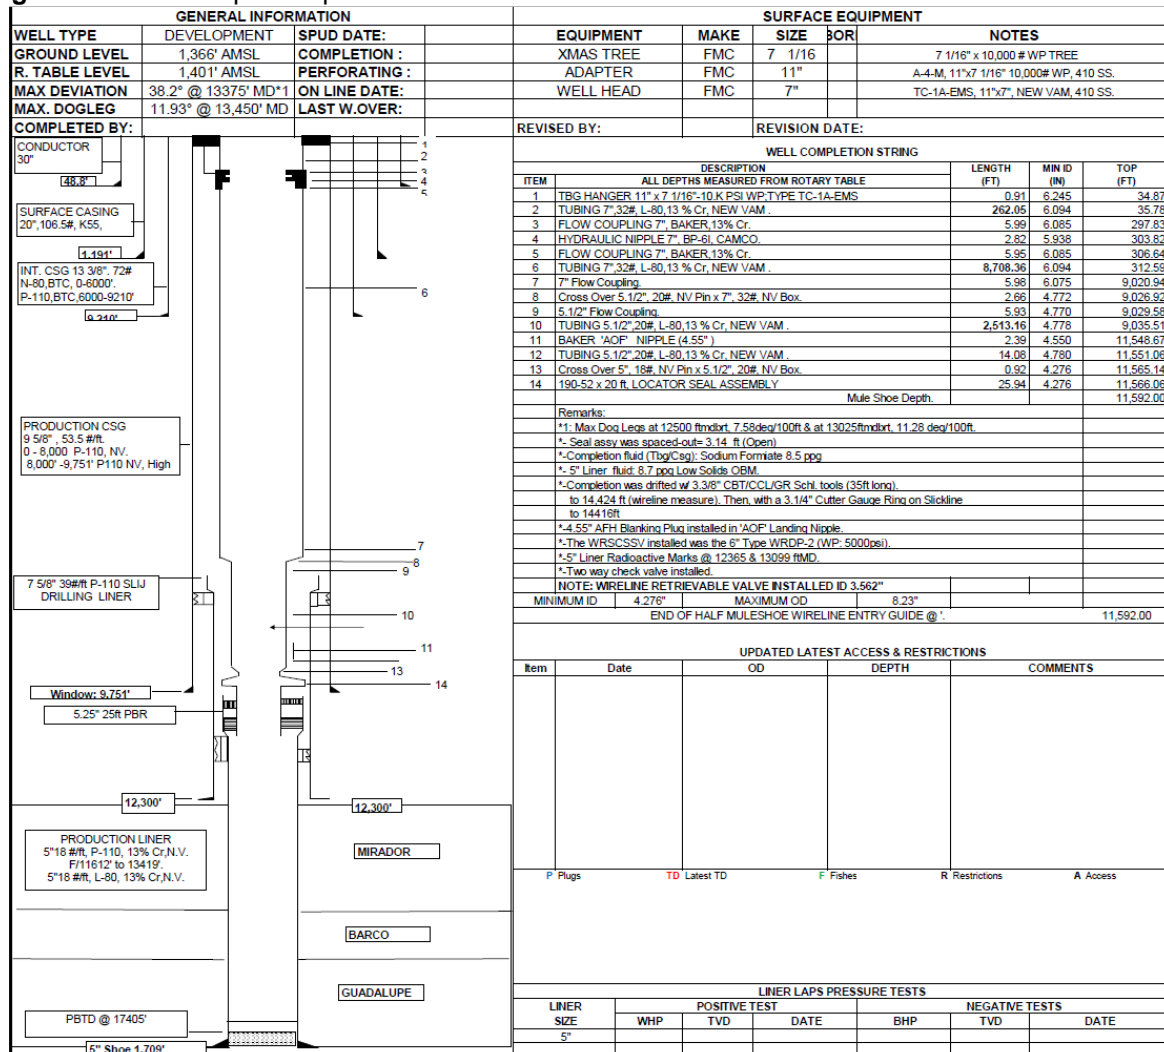 GENERAL INFORMATION
WELL TYPE DEVELOPMENT SPUD DATE:
GROUND LEVEL 1,366' AMSL COMPLETION :
R. TABLE LEVEL 1,401' AMSL PERFORATING :
MAX DEVIATION 38.2° @ 13375' MD*1 ON LINE DATE:
MAX. DOGLEG 11.93° @ 13,450' MD LAST W.OVER:
COMPLETED BY:
SURFACE EQUIPMENT
EQUIPMENT MAKE SIZE BORI NOTES
XMAS TREE FMC 7 1/16 7 1/16" x 10,000 # WP TREE
ADAPTER FMC 11" A-4-M, 11"x7 1/16" 10,000# WP, 410 SS.
WELL HEAD FMC 7" TC-1A-EMS, 11"x7", NEW VAM, 410 SS.
REVISED BY: REVISION DATE:
CONDUCTOR
30"
48.8'
SURFACE CASING
20",106.5#, K55,
1.191'
INT. CSG 13 3/8". 72#
N-80,BTC, 0-6000'.
P-110,BTC,6000-9210'
9.210'
PRODUCTION CSG
9 5/8" , 53.5 #/ft.
0 - 8,000 P-110, NV.
8,000' -9,751' P110 NV, High
7 5/8" 39#/ft P-110 SLIJ
DRILLING LINER
Window: 9.751'
5.25" 25ft PBR
12,300'
12,300'
PRODUCTION LINER
5"18 #/ft, P-110, 13% Cr,N.V.
F/11612' to 13419'.
5"18 #/ft, L-80, 13% Cr,N.V.
MIRADOR
BARCO
GUADALUPE
PBTD @ 17405'
5" Shoe 1.709'
1
2
3
4
5
6
7
8
9
10
11
13
14
WELL COMPLETION STRING
DESCRIPTION LENGTH MIN ID TOP
ITEM ALL DEPTHS MEASURED FROM ROTARY TABLE (FT) (IN) (FT)
1 TBG HANGER 11" x 7 1/16"-10.K PSI WP;TYPE TC-1A-EMS 0.91 6.245 34.87
2 TUBING 7",32#, L-80,13 % Cr, NEW VAM . 262.05 6.094 35.78
3 FLOW COUPLING 7", BAKER,13% Cr. 5.99 6.085 297.83
4 HYDRAULIC NIPPLE 7", BP-6I, CAMCO. 2.82 5.938 303.82
5 FLOW COUPLING 7", BAKER,13% Cr. 5.95 6.085 306.64
6 TUBING 7",32#, L-80,13 % Cr, NEW VAM . 8,708.36 6.094 312.59
7 7" Flow Coupling. 5.98 6.075 9,020.94
8 Cross Over 5.1/2", 20#, NV Pin x 7", 32#, NV Box. 2.66 4.772 9,026.92
9 5.1/2" Flow Coupling. 5.93 4.770 9,029.58
10 TUBING 5.1/2",20#, L-80,13 % Cr, NEW VAM . 2,513.16 4.778 9,035.51
11 BAKER 'AOF' NIPPLE (4.55" ) 2.39 4.550 11,548.67
12 TUBING 5.1/2",20#, L-80,13 % Cr, NEW VAM . 14.08 4.780 11,551.06
13 Cross Over 5", 18#, NV Pin x 5.1/2", 20#, NV Box. 0.92 4.276 11,565.14
14 190-52 x 20 ft, LOCATOR SEAL ASSEMBLY 25.94 4.276 11,566.06
Mule Shoe Depth. 11,592.00
Remarks:
*1: Max Dog Legs at 12500 ftmdbrt, 7.58deg/100ft & at 13025ftmdbrt, 11.28 deg/100ft.
*- Seal assy was spaced-out= 3.14 ft (Open)
*-Completion fluid (Tbg/Csg): Sodium Formiate 8.5 ppg
*- 5" Liner fluid: 8.7 ppg Low Solids OBM.
*-Completion was drifted w/ 3.3/8" CBT/CCL/GR Schl. tools (35ft long).
to 14,424 ft (wireline measure). Then, with a 3.1/4" Cutter Gauge Ring on Slickline
to 14416ft
*-4.55" AFH Blanking Plug installed in 'AOF' Landing Nipple.
*-The WRSCSSV installed was the 6" Type WRDP-2 (WP: 5000psi).
*-5" Liner Radioactive Marks @ 12365 & 13099 ftMD.
*-Two way check valve installed.
NOTE: WIRELINE RETRIEVABLE VALVE INSTALLED ID 3.562"
MINIMUM ID 4.276" MAXIMUM OD 8.23"
END OF HALF MULESHOE WIRELINE ENTRY GUIDE @ '. 11,592.00
UPDATED LATEST ACCESS & RESTRICTIONS
Item Date OD DEPTH COMMENTS
P Plugs TD Latest TD F Fishes R Restrictions A Access
LINER LAPS PRESSURE TESTS
LINER POSITIVE TEST NEGATIVE TESTS
SIZE WHP TVD DATE BHP TVD DATE
5"